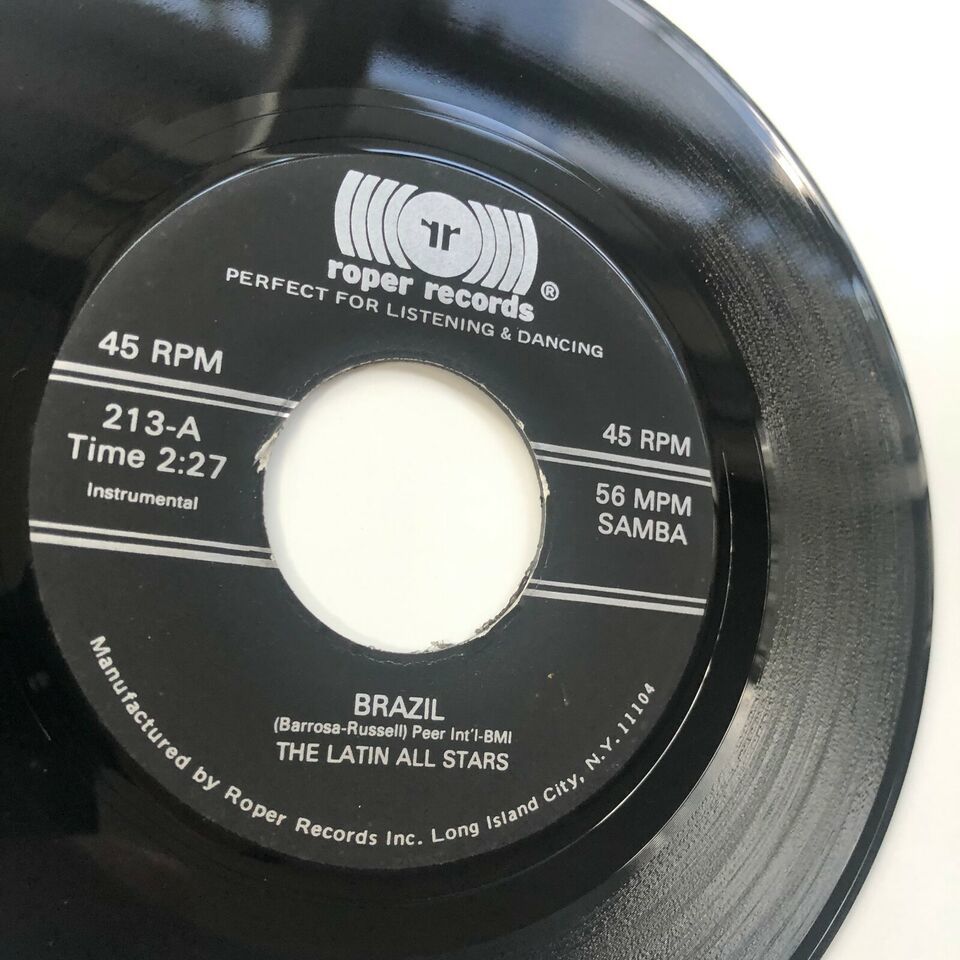 rr
roper records ®
PERFECT FOR LISTENING & DANCING
45 RPM
213-A
Time 2:27
Instrumental
45 RPM
56 MPM
SAMBA
BRAZIL
(Barrosa-Russell) Peer Int'l-BMI
THE LATIN ALL STARS
Manufactured by Roper Records Inc. Long Island City, N.Y. 11104